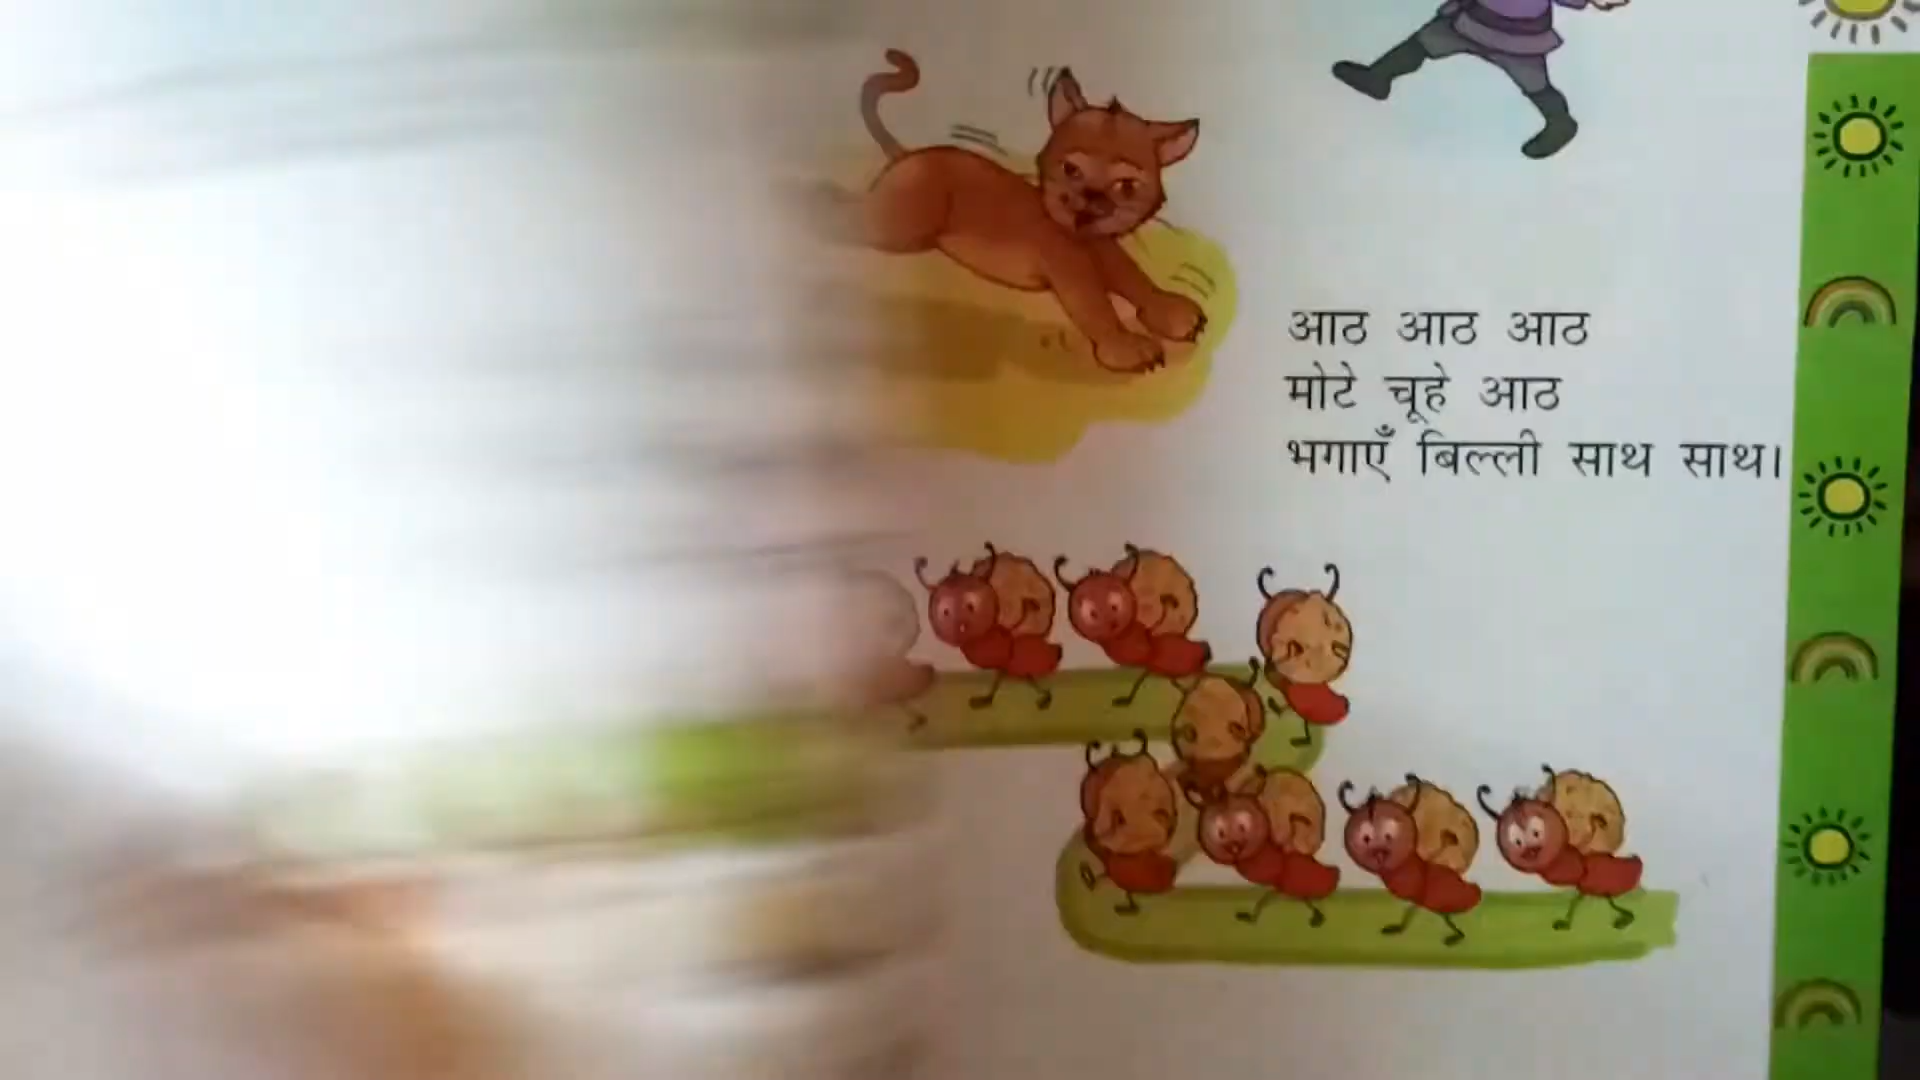 आठ आठ आठ
मोटे चूहे आठ
भगाएँ बिल्ली साथ साथ।